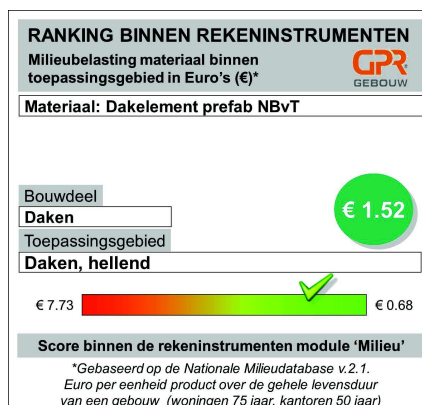 RANKING BINNEN REKENINSTRUMENTEN
Milieubelasting materiaal binnen
toepassingsgebied in Euro's (€)*
GPR
GEBOUW
Materiaal: Dakelement prefab NBvT
Bouwdeel
Daken
€ 1.52
Toepassingsgebied
Daken, hellend
€ 7.73
€ 0.68
Score binnen de rekeninstrumenten module 'Milieu'
*Gebaseerd op de Nationale Milieudatabase v.2.1.
Euro per eenheid product over de gehele levensduur
van een gebouw (woningen 75 jaar, kantoren 50 jaar)